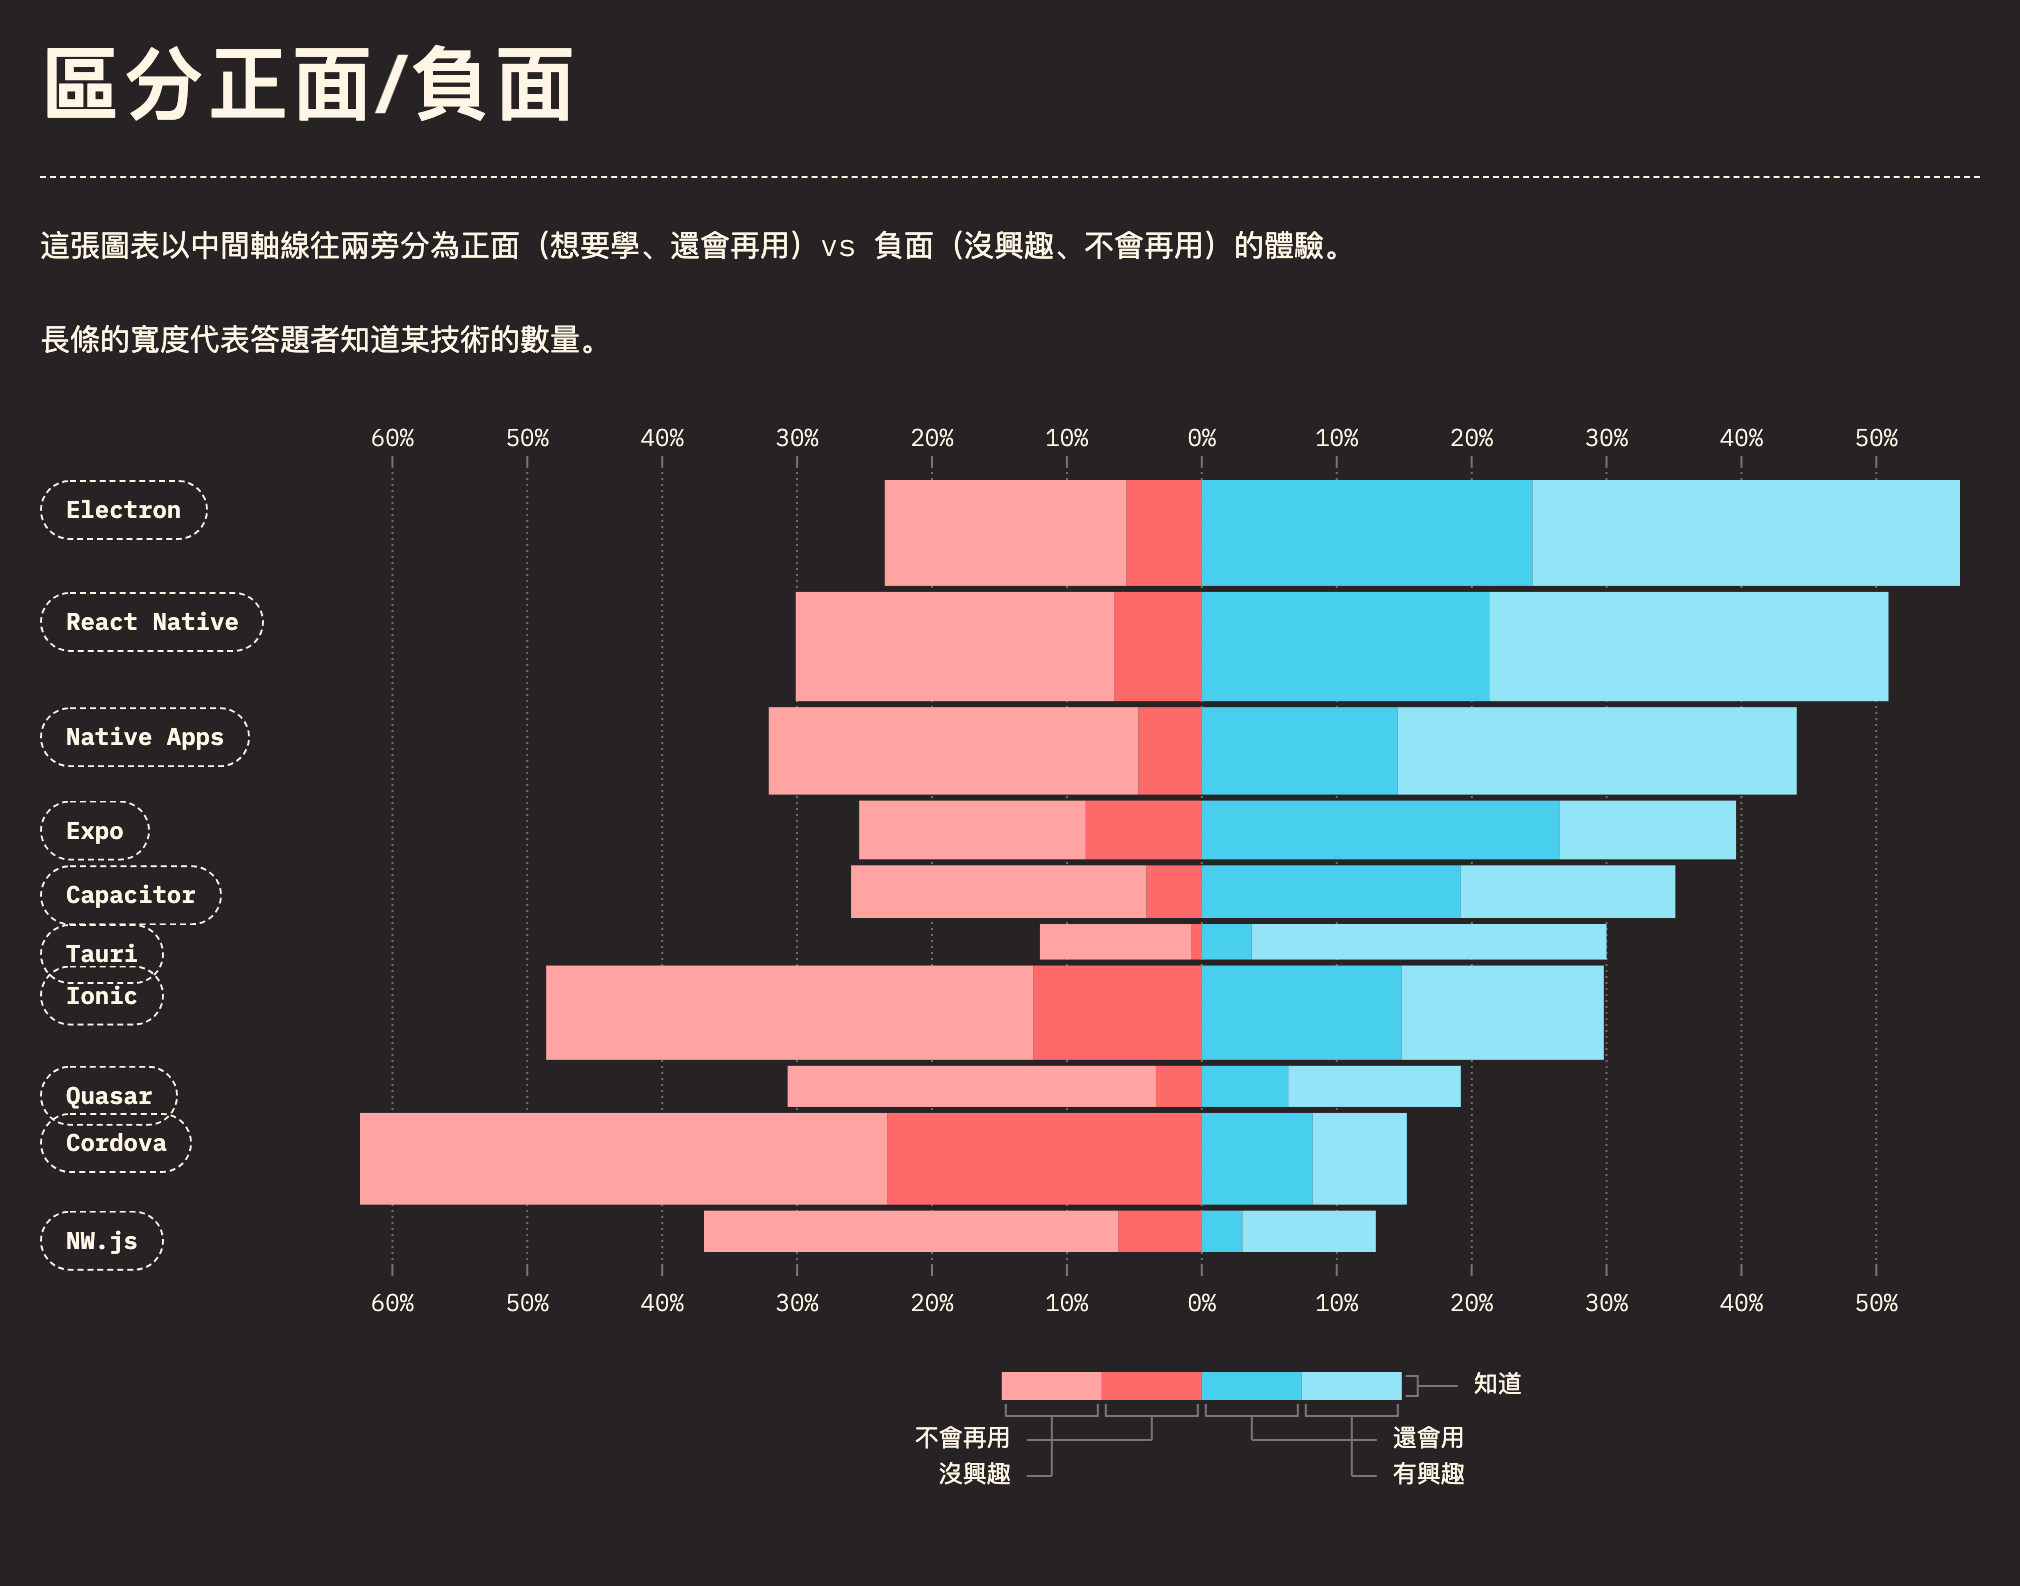 區分正面/負面
這張圖表以中間軸線往兩旁分為正面（想要學、還會再用）vs 負面（沒興趣、不會再用）的體驗。
長條的寬度代表答題者知道某技術的數量。
60% 50% 40% 30% 20% 10% 0% 10% 20% 30% 40% 50%
Electron
React Native
Native Apps
Expo
Capacitor
Tauri
Ionic
Quasar
Cordova
NW.js
60% 50% 40% 30% 20% 10% 0% 10% 20% 30% 40% 50%
知道
不會再用 還會用
沒興趣 有興趣